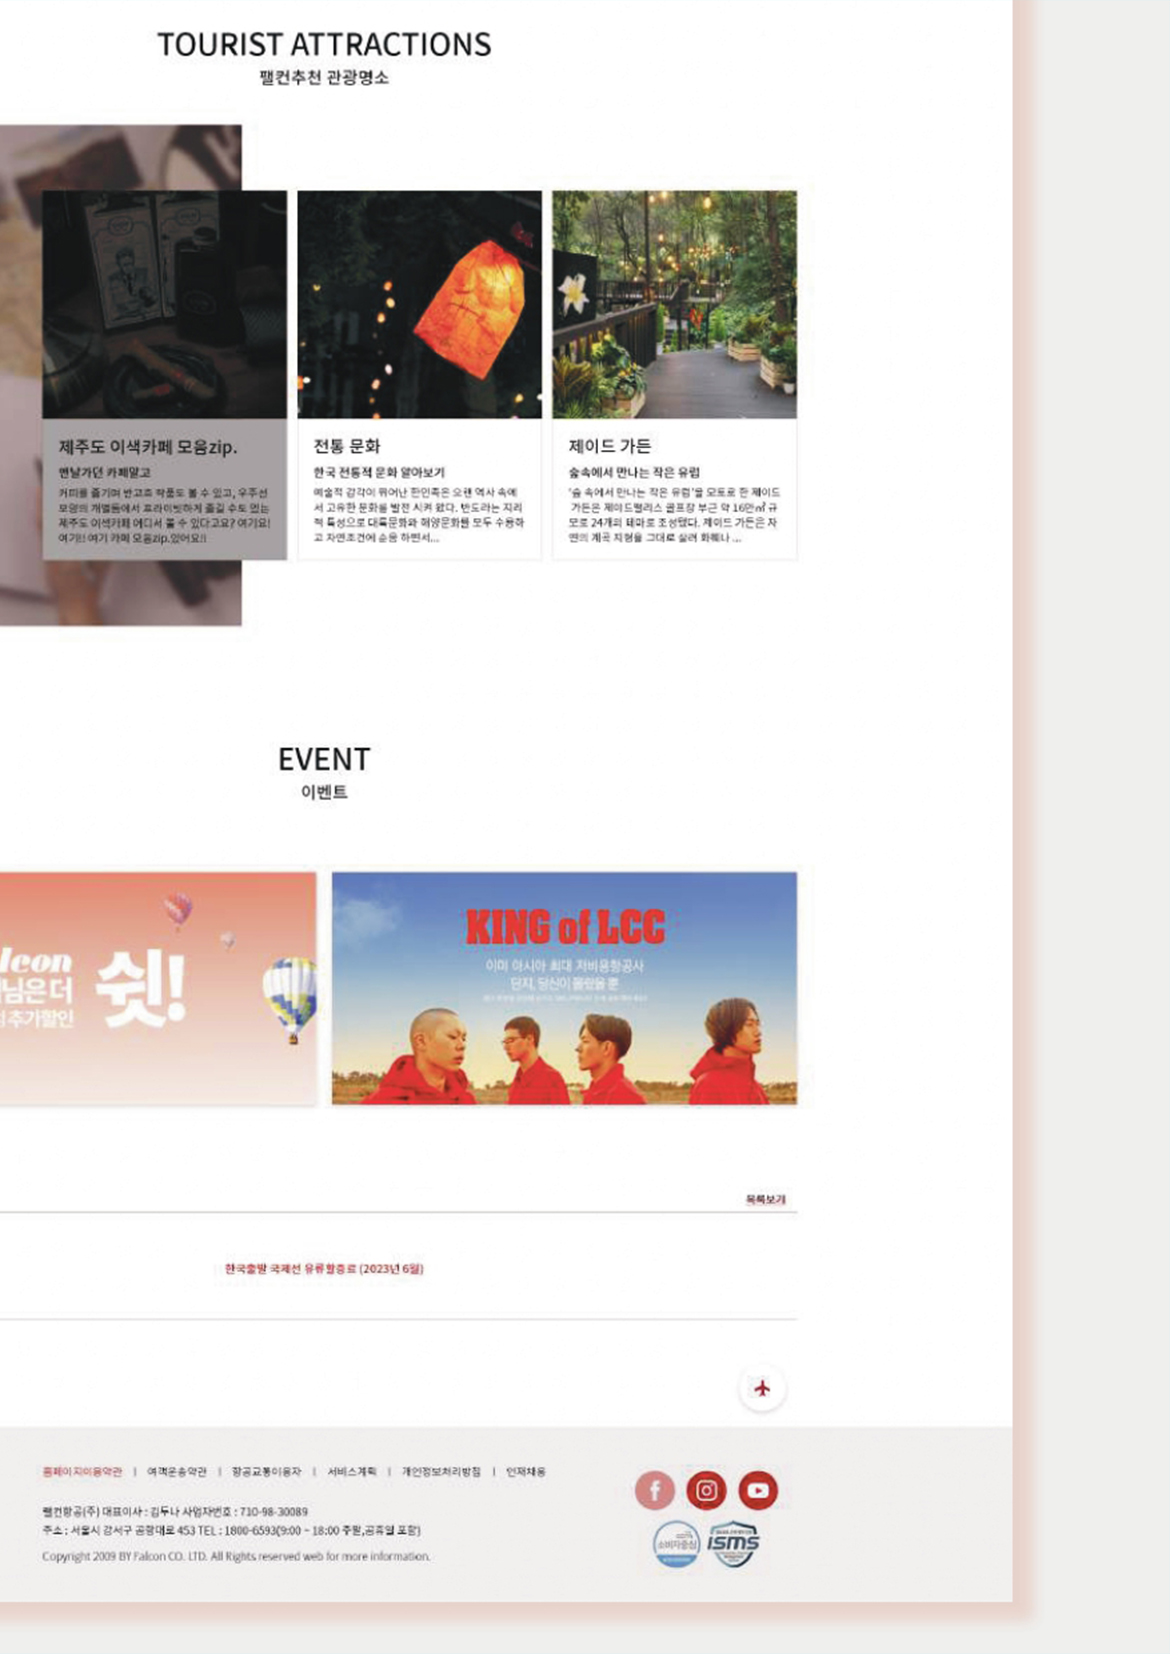 TOURIST ATTRACTIONS
팰컨추천 관광명소
제주도 이색카페 모음zip.
맨날가던 카페말고
커피를 즐기며 반고흐 작품도 볼 수 있고, 우주선
모양의 개별돔에서 프라이빗하게 즐길 수도 있는
제주도 이색카페 어디서 볼 수 있다고요? 여기요!
여기!! 여기 카페 모음zip.있어요!!
전통 문화
한국 전통적 문화 알아보기
예술적 감각이 뛰어난 한민족은 오랜 역사 속에
서 고유한 문화를 발전 시켜 왔다. 반도라는 지리
적 특성으로 대륙문화와 해양문화를 모두 수용하
고 자연조건에 순응 하면서...
제이드 가든
숲속에서 만나는 작은 유럽
'숲 속에서 만나는 작은 유럽'을 모토로 한 제이드
가든은 제이드팰리스 골프장 부근 약 16만㎡ 규
모로 24개의 테마로 조성됐다. 제이드 가든은 자
연의 계곡 지형을 그대로 살려 화훼나 ...
EVENT
이벤트
lcon
님은 더
추가할인
쉿!
KING of LCC
이미 아시아 최대 저비용항공사
단지, 당신이 몰랐을 뿐
목록보기
한국출발 국제선 유류할증료 (2023년 6월)
홈페이지이용약관 | 여객운송약관 | 항공교통이용자 | 서비스계획 | 개인정보처리방침 | 인재채용
팰컨항공(주) 대표이사 : 김두나 사업자번호 : 710-98-30089
주소 : 서울시 강서구 공항대로 453 TEL : 1800-6593(9:00 ~ 18:00 주말,공휴일 포함)
Copyright 2009 BY Falcon CO. LTD. All Rights reserved web for more information.
소비자중심
ISMS